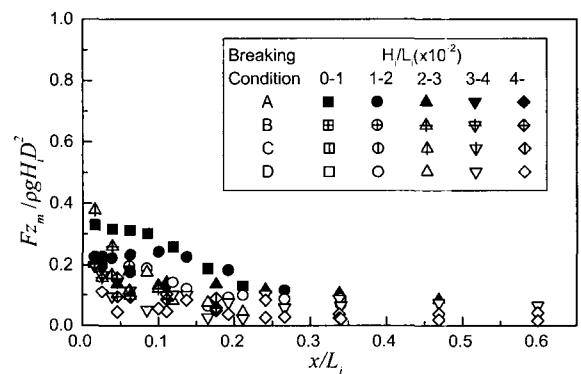 1.0
0.8
0.6
0.4
0.2
0.0
Fz_m/ρgH_iD²
Breaking H_i/L_i(x10⁻²)
Condition 0-1 1-2 2-3 3-4 4-
A
B
C
D
0.0 0.1 0.2 0.3 0.4 0.5 0.6
x/L_i